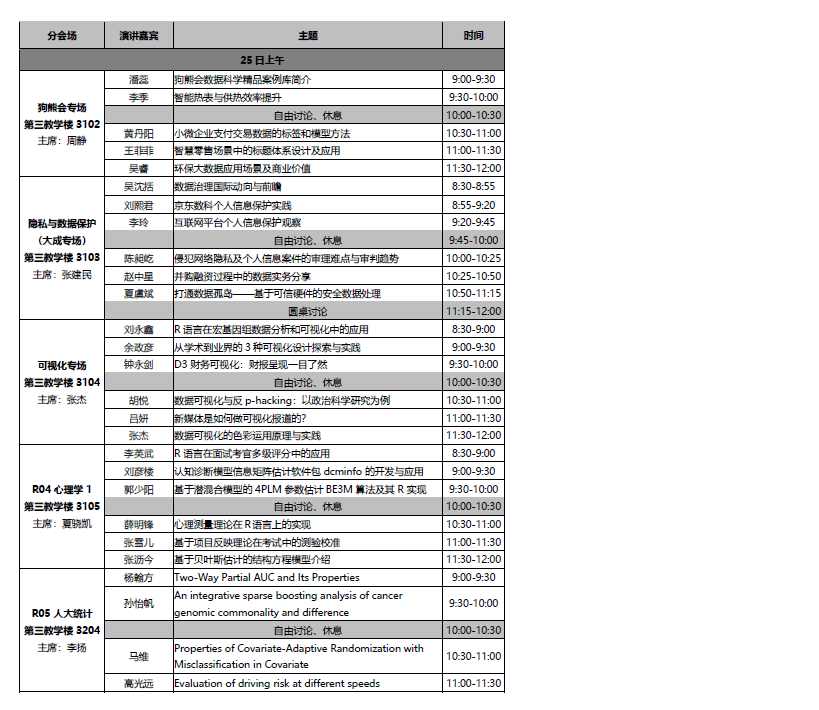 分会场 演讲嘉宾 主题 时间
25 日上午
狗熊会专场
第三教学楼 3102
主席：周静
潘蕊 狗熊会数据科学精品案例库简介 9:00-9:30
李季 智能热表与供热效率提升 9:30-10:00
自由讨论、休息 10:00-10:30
黄丹阳 小微企业支付交易数据的标签和模型方法 10:30-11:00
王菲菲 智慧零售场景中的标题体系设计及应用 11:00-11:30
吴睿 环保大数据应用场景及商业价值 11:30-12:00
隐私与数据保护
（大成专场）
第三教学楼 3103
主席：张建民
吴沈括 数据治理国际动向与前瞻 8:30-8:55
刘熙君 京东数科个人信息保护实践 8:55-9:20
李玲 互联网平台个人信息保护观察 9:20-9:45
自由讨论、休息 9:45-10:00
陈昶屹 侵犯网络隐私及个人信息案件的审理难点与审判趋势 10:00-10:25
赵中星 并购融资过程中的数据实务分享 10:25-10:50
夏虞斌 打通数据孤岛——基于可信硬件的安全数据处理 10:50-11:15
圆桌讨论 11:15-12:00
可视化专场
第三教学楼 3104
主席：张杰
刘永鑫 R 语言在宏基因组数据分析和可视化中的应用 8:30-9:00
余政彦 从学术到业界的 3 种可视化设计探索与实践 9:00-9:30
钟永剑 D3 财务可视化：财报呈现一目了然 9:30-10:00
自由讨论、休息 10:00-10:30
胡悦 数据可视化与反 p-hacking：以政治科学研究为例 10:30-11:00
吕妍 新媒体是如何做可视化报道的? 11:00-11:30
张杰 数据可视化的色彩运用原理与实践 11:30-12:00
R04 心理学 1
第三教学楼 3105
主席：夏骁凯
李英武 R 语言在面试考官多级评分中的应用 8:30-9:00
刘彦楼 认知诊断模型信息矩阵估计软件包 dcminfo 的开发与应用 9:00-9:30
郭少阳 基于潜混合模型的 4PLM 参数估计 BE3M 算法及其 R 实现 9:30-10:00
自由讨论、休息 10:00-10:30
薛明锋 心理测量理论在 R 语言上的实现 10:30-11:00
张雪儿 基于项目反映理论在考试中的测验校准 11:00-11:30
张沥今 基于贝叶斯估计的结构方程模型介绍 11:30-12:00
R05 人大统计
第三教学楼 3204
主席：李扬
杨翰方 Two-Way Partial AUC and Its Properties 9:00-9:30
孙怡帆 An integrative sparse boosting analysis of cancer
genomic commonality and difference 9:30-10:00
自由讨论、休息 10:00-10:30
马维 Properties of Covariate-Adaptive Randomization with
Misclassification in Covariate 10:30-11:00
高光远 Evaluation of driving risk at different speeds 11:00-11:30